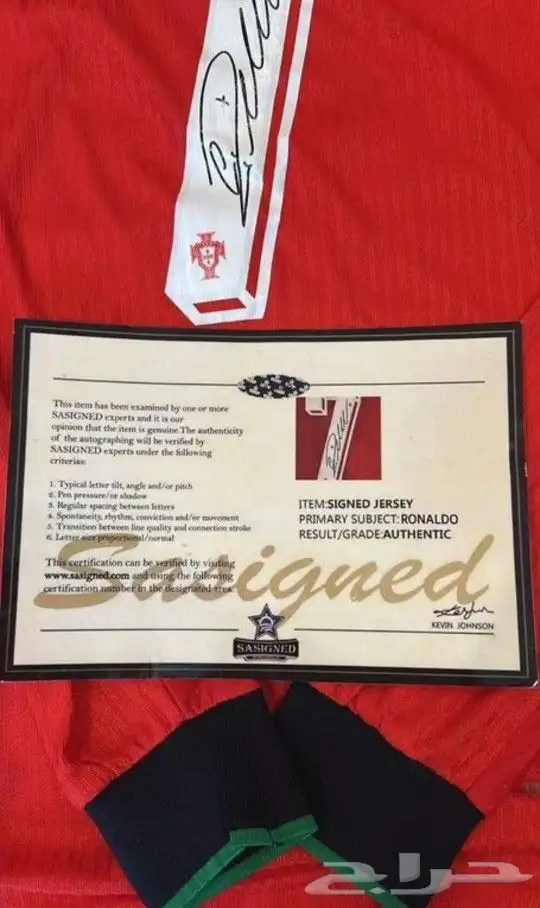 This item has been examined by one or more
SASIGNED experts and it is our
opinion that the item is genuine. The authenticity
of the autographing will be verified by
SASIGNED experts under the following
criterias:
1. Typical letter tilt, angle and/or pitch
2. Pen pressure/or shadow
3. Regular spacing between letters
4. Spontaneity, rhythm, conviction and/or movement
5. Transition between line quality and connection stroke
6. Letter size proportional/normal
This certification can be verified by visiting
www.sasigned.com and using the following
certification number in the designated area
ITEM:SIGNED JERSEY
PRIMARY SUBJECT:RONALDO
RESULT/GRADE:AUTHENTIC
Sasigned
KEVIN JOHNSON
SASIGNED
حراج